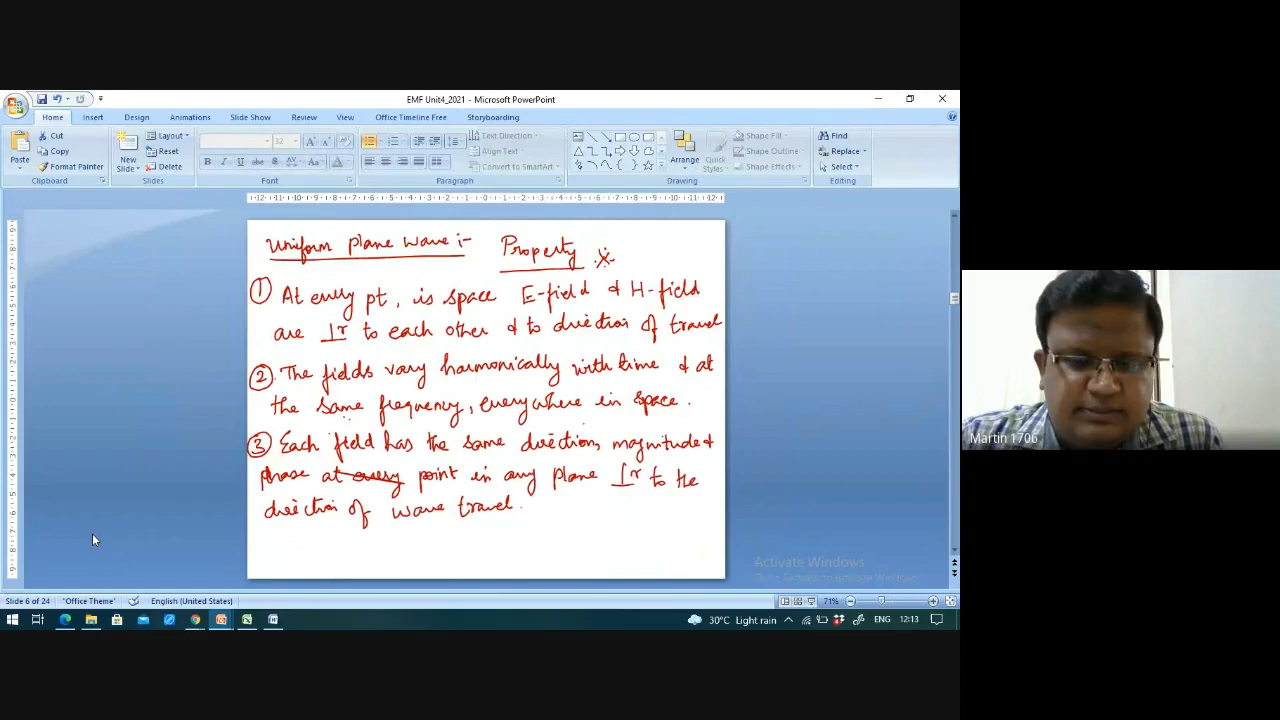 EMF Unit4_2021 - Microsoft PowerPoint
Home Insert Design Animations Slide Show Review View Office Timeline Free Storyboarding
Paste Cut Copy Format Painter
Clipboard
New Slide Layout Reset Delete
Slides
32
B I U abc S AV Aa A
Font
Text Direction
Align Text
Convert to SmartArt
Paragraph
Arrange Quick Styles Shape Fill Shape Outline Shape Effects
Drawing
Find Replace Select
Editing
Uniform plane wave :- Property
① At every pt, is space E-field & H-field
are ⊥r to each other & to direction of travel
② The fields vary harmonically with time & at
the same frequency, everywhere in space.
③ Each field has the same direction, magnitude &
phase at every point in any plane ⊥r to the
direction of wave travel.
Martin 1706
Activate Windows
Slide 6 of 24 "Office Theme" English (United States) 71%
30°C Light rain ENG 12:13